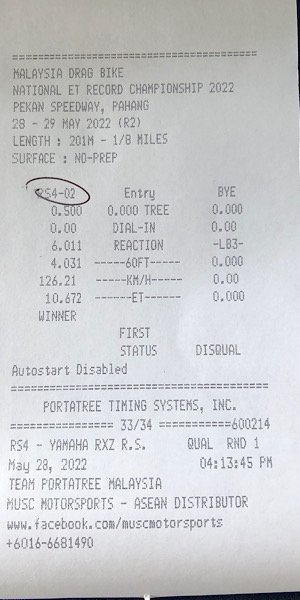 ========================================
MALAYSIA DRAG BIKE
NATIONAL ET RECORD CHAMPIONSHIP 2022
PEKAN SPEEDWAY, PAHANG
28 - 29 MAY 2022 (R2)
LENGTH : 201M - 1/8 MILES
SURFACE : NO-PREP
RS4-02 Entry BYE
0.500 0.000 TREE 0.000
0.00 DIAL-IN 0.00
6.011 REACTION -LB3-
4.031 -----60FT----- 0.000
126.21 -----KM/H----- 0.00
10.672 ------ET------ 0.000
WINNER
FIRST
STATUS DISQUAL
Autostart Disabled
========================================
PORTATREE TIMING SYSTEMS, INC.
================ 33/34 ===========600214
RS4 - YAMAHA RXZ R.S. QUAL RND 1
May 28, 2022 04:13:45 PM
TEAM PORTATREE MALAYSIA
MUSC MOTORSPORTS - ASEAN DISTRIBUTOR
www.facebook.com/muscmotorsports
+6016-6681490